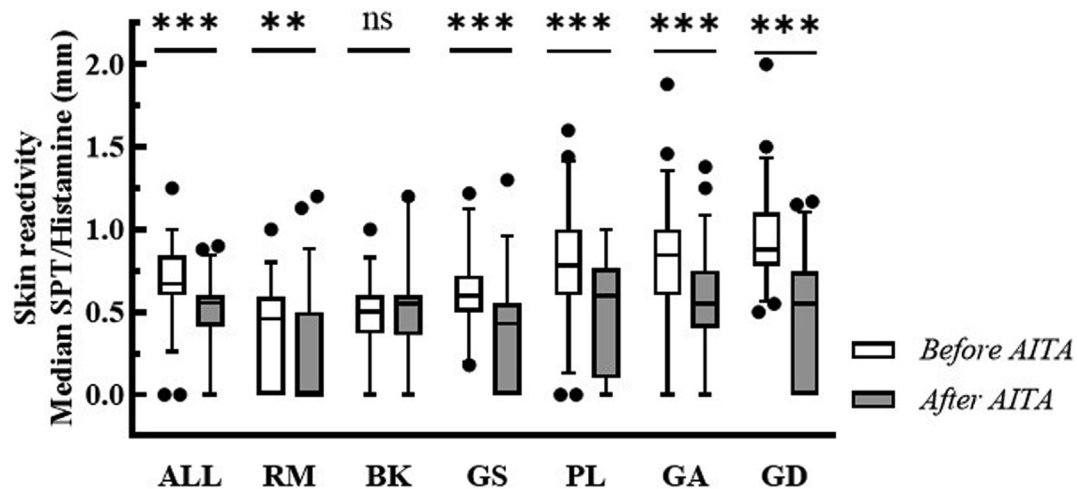 *** ** ns *** *** *** ***
Skin reactivity
Median SPT/Histamine (mm)
2.0
1.5
1.0
0.5
0.0
Before AITA
After AITA
ALL RM BK GS PL GA GD